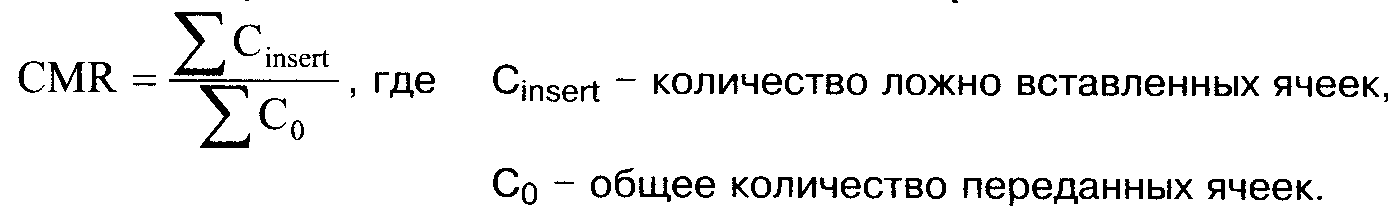 CMR = ∑C_insert / ∑C_0 , где C_insert – количество ложно вставленных ячеек,
C_0 – общее количество переданных ячеек.